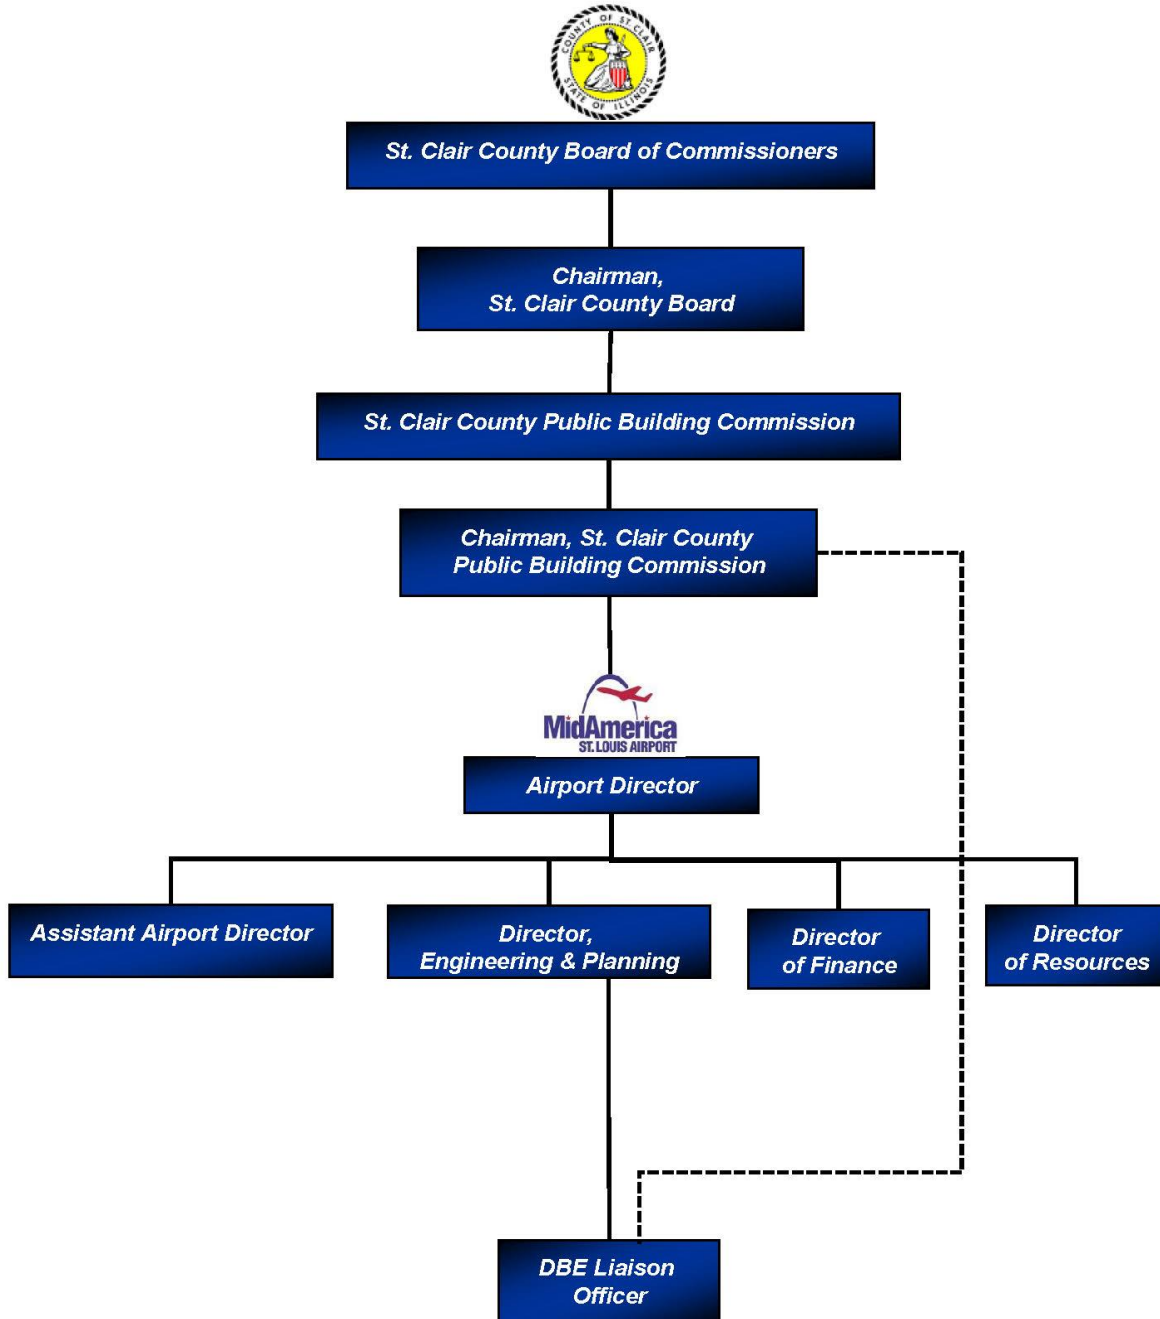 COUNTY OF ST. CLAIR
STATE OF ILLINOIS
St. Clair County Board of Commissioners
Chairman,
St. Clair County Board
St. Clair County Public Building Commission
Chairman, St. Clair County
Public Building Commission
MidAmerica
ST. LOUIS AIRPORT
Airport Director
Assistant Airport Director
Director,
Engineering & Planning
Director
of Finance
Director
of Resources
DBE Liaison
Officer